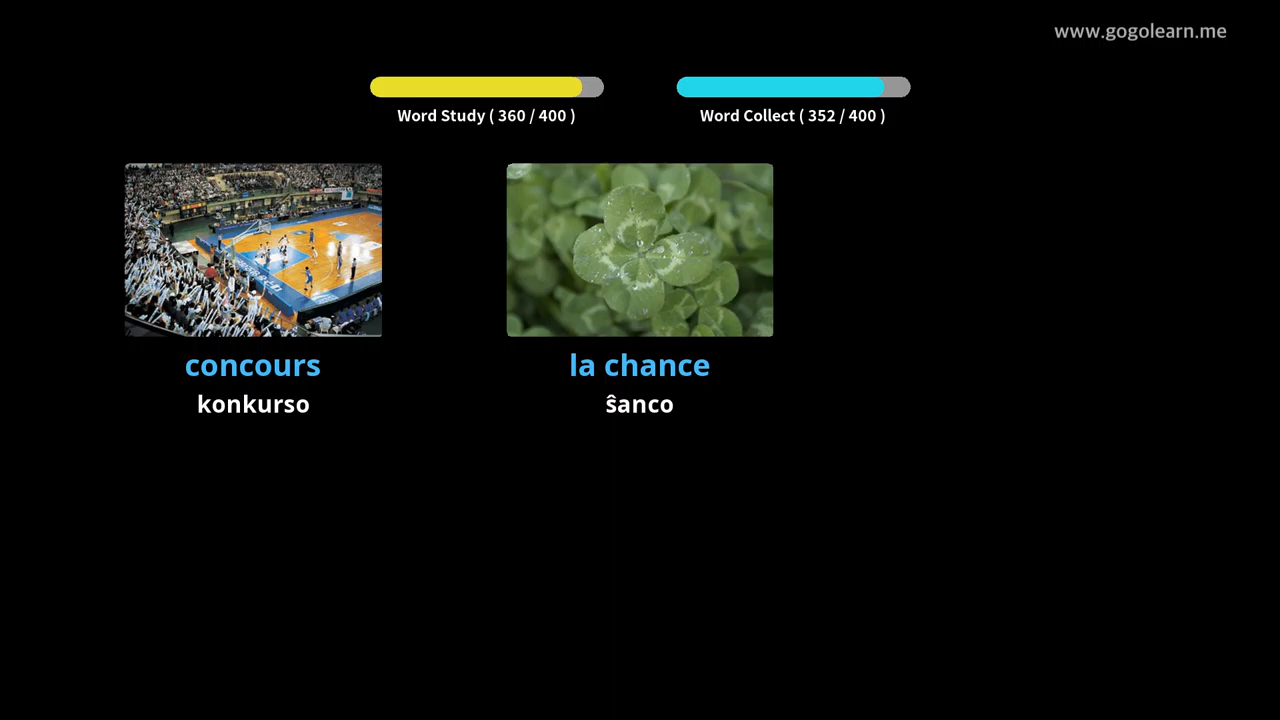 www.gogolearn.me
Word Study ( 360 / 400 )
Word Collect ( 352 / 400 )
concours
la chance
konkurso
ŝanco